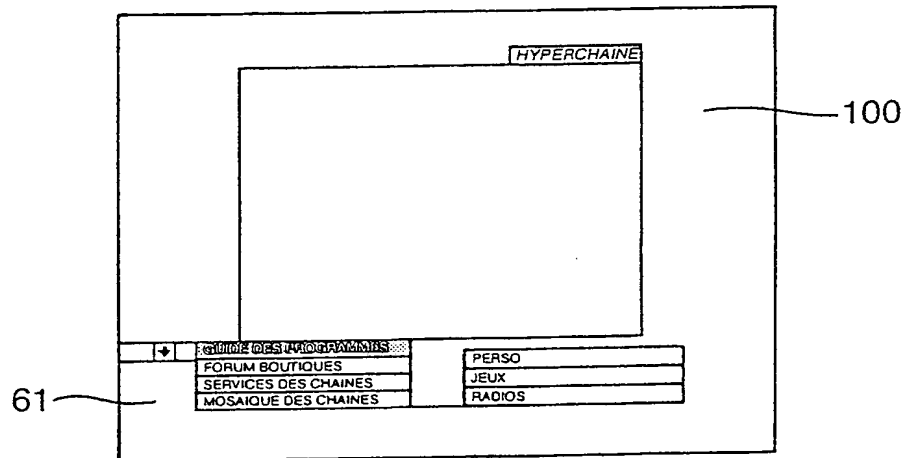 HYPERCHAINE
100
GUIDE DES PROGRAMMES
FORUM BOUTIQUES
SERVICES DES CHAINES
MOSAIQUE DES CHAINES
PERSO
JEUX
RADIOS
61